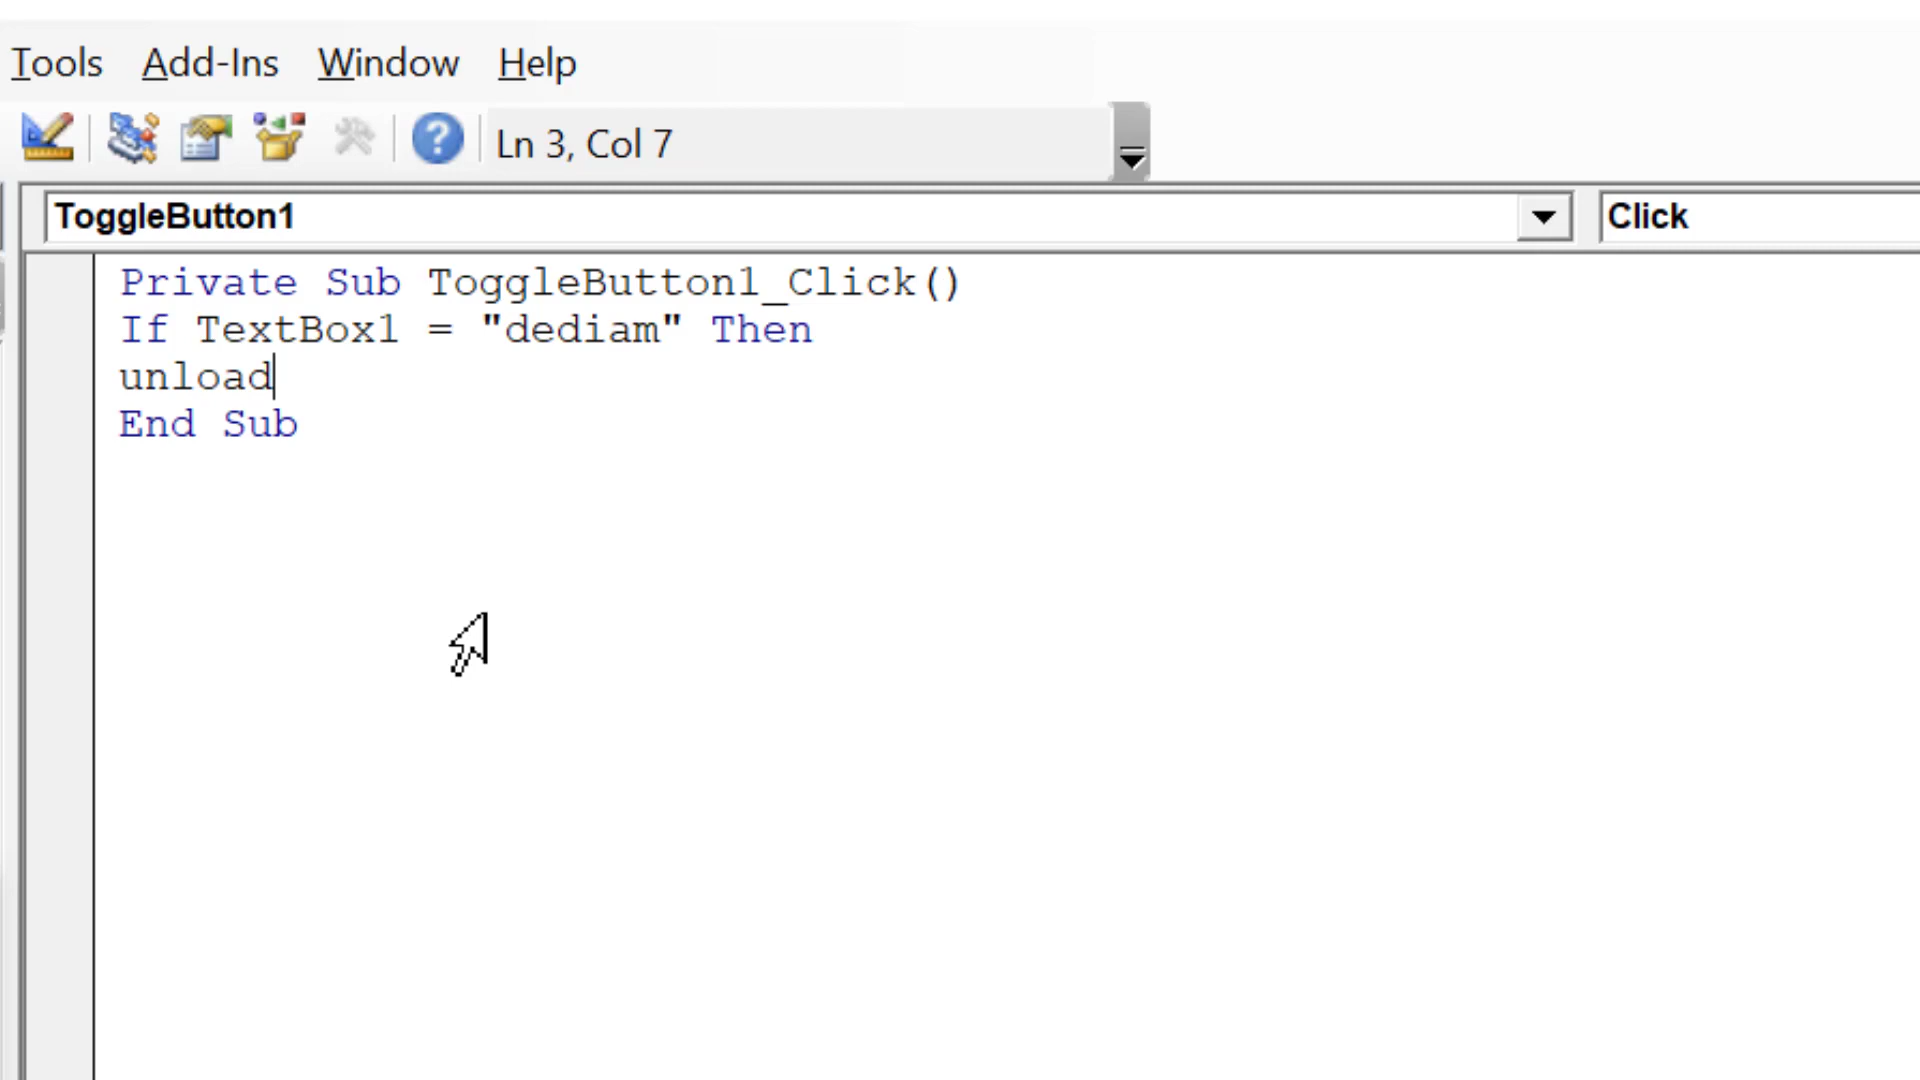 Tools Add-Ins Window Help
Ln 3, Col 7
ToggleButton1 Click
Private Sub ToggleButton1_Click()
If TextBox1 = "dediam" Then
unload
End Sub